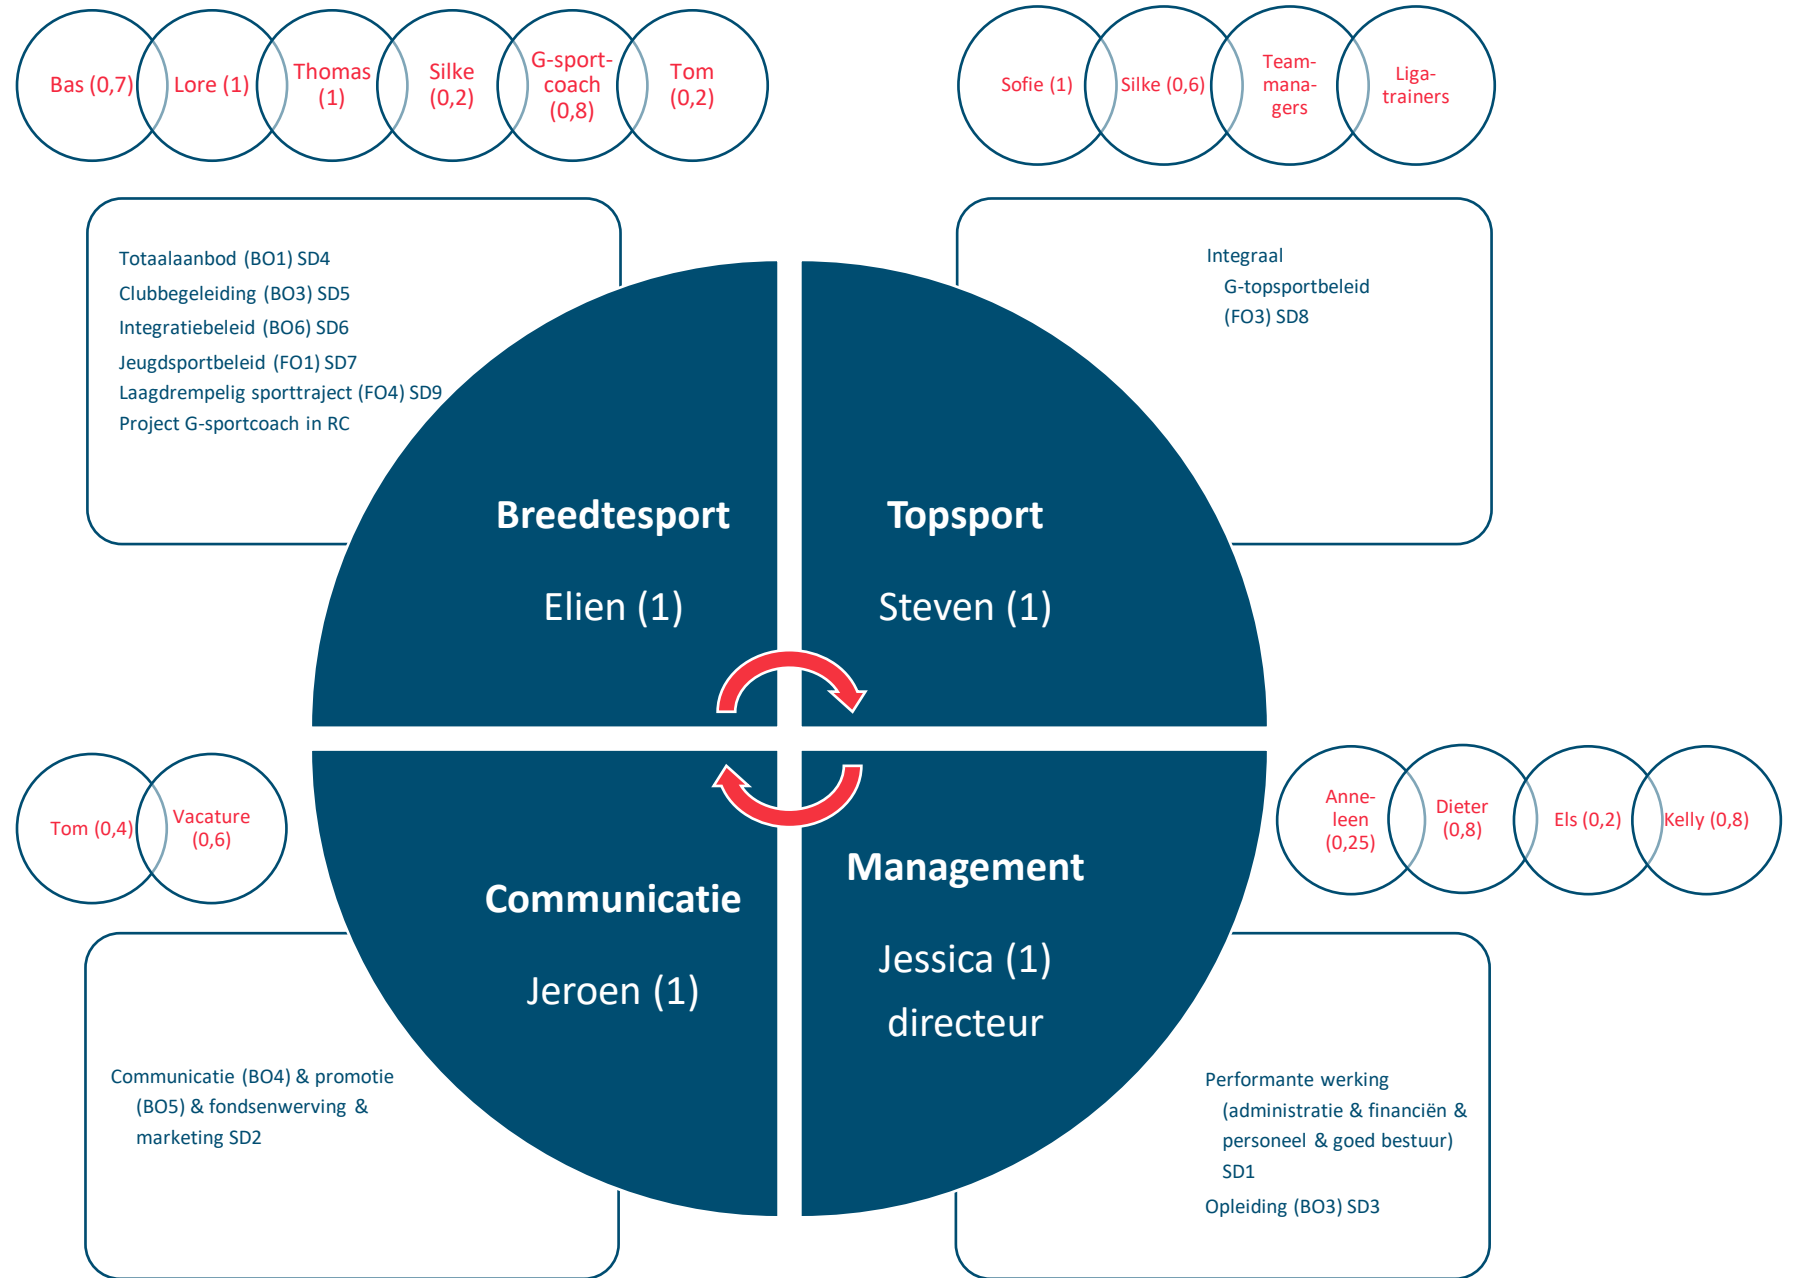 Bas (0,7)
Lore (1)
Thomas
(1)
Silke
(0,2)
G-sport-
coach
(0,8)
Tom
(0,2)
Sofie (1)
Silke (0,6)
Team-
mana-
gers
Liga-
trainers
Totaalaanbod (BO1) SD4
Clubbegeleiding (BO3) SD5
Integratiebeleid (BO6) SD6
Jeugdsportbeleid (FO1) SD7
Laagdrempelig sporttraject (FO4) SD9
Project G-sportcoach in RC
Integraal
G-topsportbeleid
(FO3) SD8
Breedtesport
Elien (1)
Topsport
Steven (1)
Tom (0,4)
Vacature
(0,6)
Anne-
leen
(0,25)
Dieter
(0,8)
Els (0,2)
Kelly (0,8)
Communicatie
Jeroen (1)
Management
Jessica (1)
directeur
Communicatie (BO4) & promotie
(BO5) & fondsenwerving &
marketing SD2
Performante werking
(administratie & financiën &
personeel & goed bestuur)
SD1
Opleiding (BO3) SD3